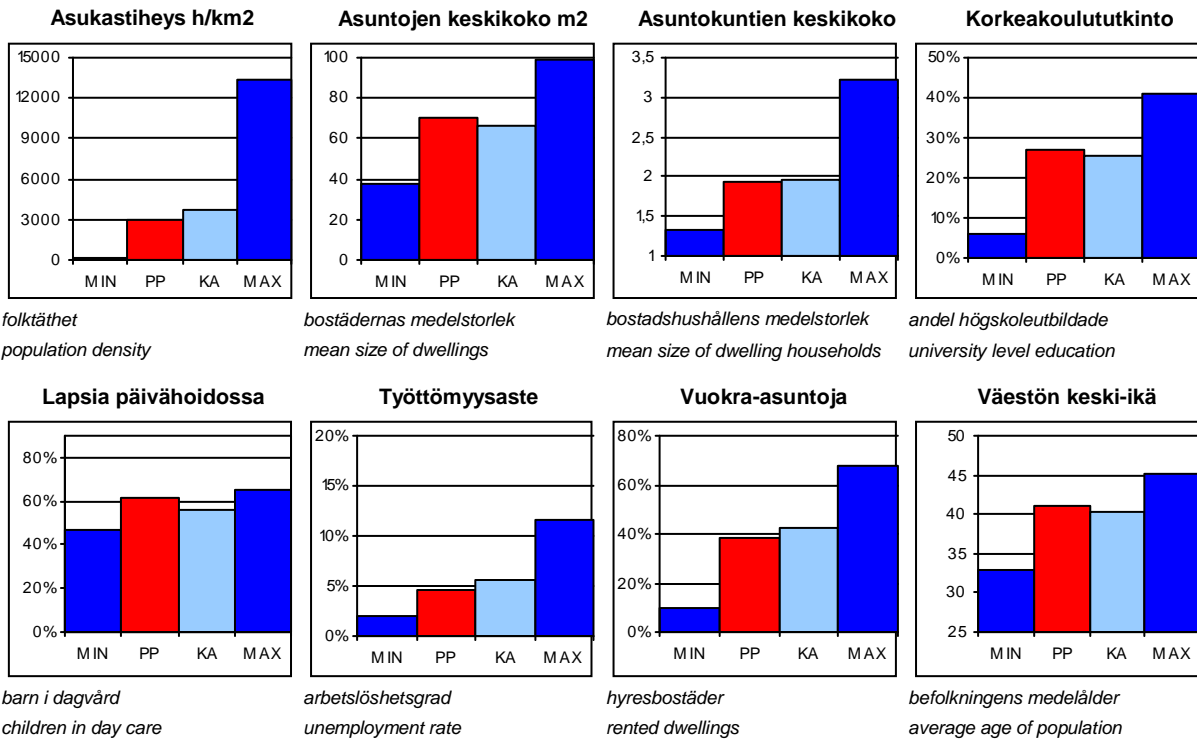 Asukastiheys h/km2
15000
12000
9000
6000
3000
0
MIN PP KA MAX
folktäthet
population density
Asuntojen keskikoko m2
100
80
60
40
20
0
MIN PP KA MAX
bostädernas medelstorlek
mean size of dwellings
Asuntokuntien keskikoko
3,5
3
2,5
2
1,5
1
MIN PP KA MAX
bostadshushållens medelstorlek
mean size of dwelling households
Korkeakoulututkinto
50%
40%
30%
20%
10%
0%
MIN PP KA MAX
andel högskoleutbildade
university level education
Lapsia päivähoidossa
80%
60%
40%
20%
0%
MIN PP KA MAX
barn i dagvård
children in day care
Työttömyysaste
20%
15%
10%
5%
0%
MIN PP KA MAX
arbetslöshetsgrad
unemployment rate
Vuokra-asuntoja
80%
60%
40%
20%
0%
MIN PP KA MAX
hyresbostäder
rented dwellings
Väestön keski-ikä
50
45
40
35
30
25
MIN PP KA MAX
befolkningens medelålder
average age of population